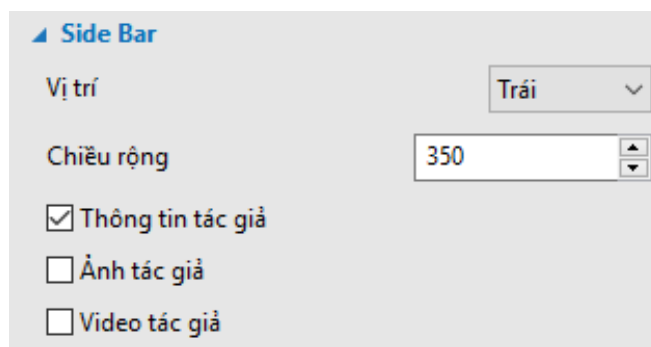 Side Bar
Vị trí Trái
Chiều rộng 350
Thông tin tác giả
Ảnh tác giả
Video tác giả